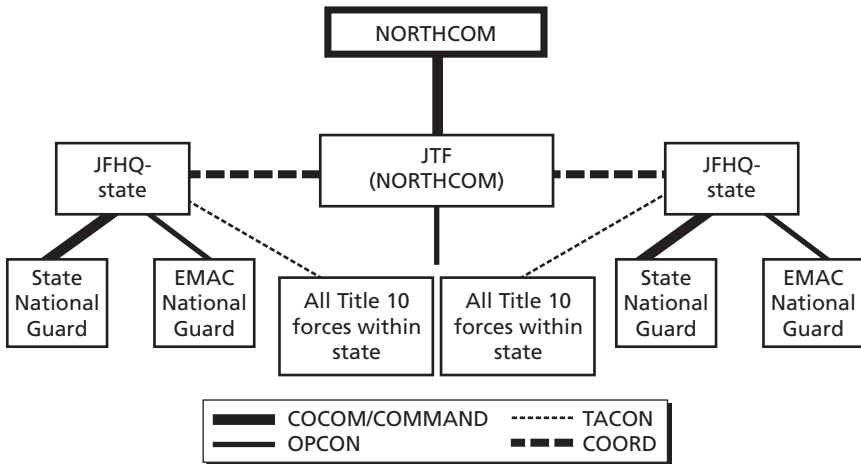 NORTHCOM
JFHQ-
state
JTF
(NORTHCOM)
JFHQ-
state
State
National
Guard
EMAC
National
Guard
All Title 10
forces within
state
All Title 10
forces within
state
State
National
Guard
EMAC
National
Guard
COCOM/COMMAND
TACON
OPCON
COORD